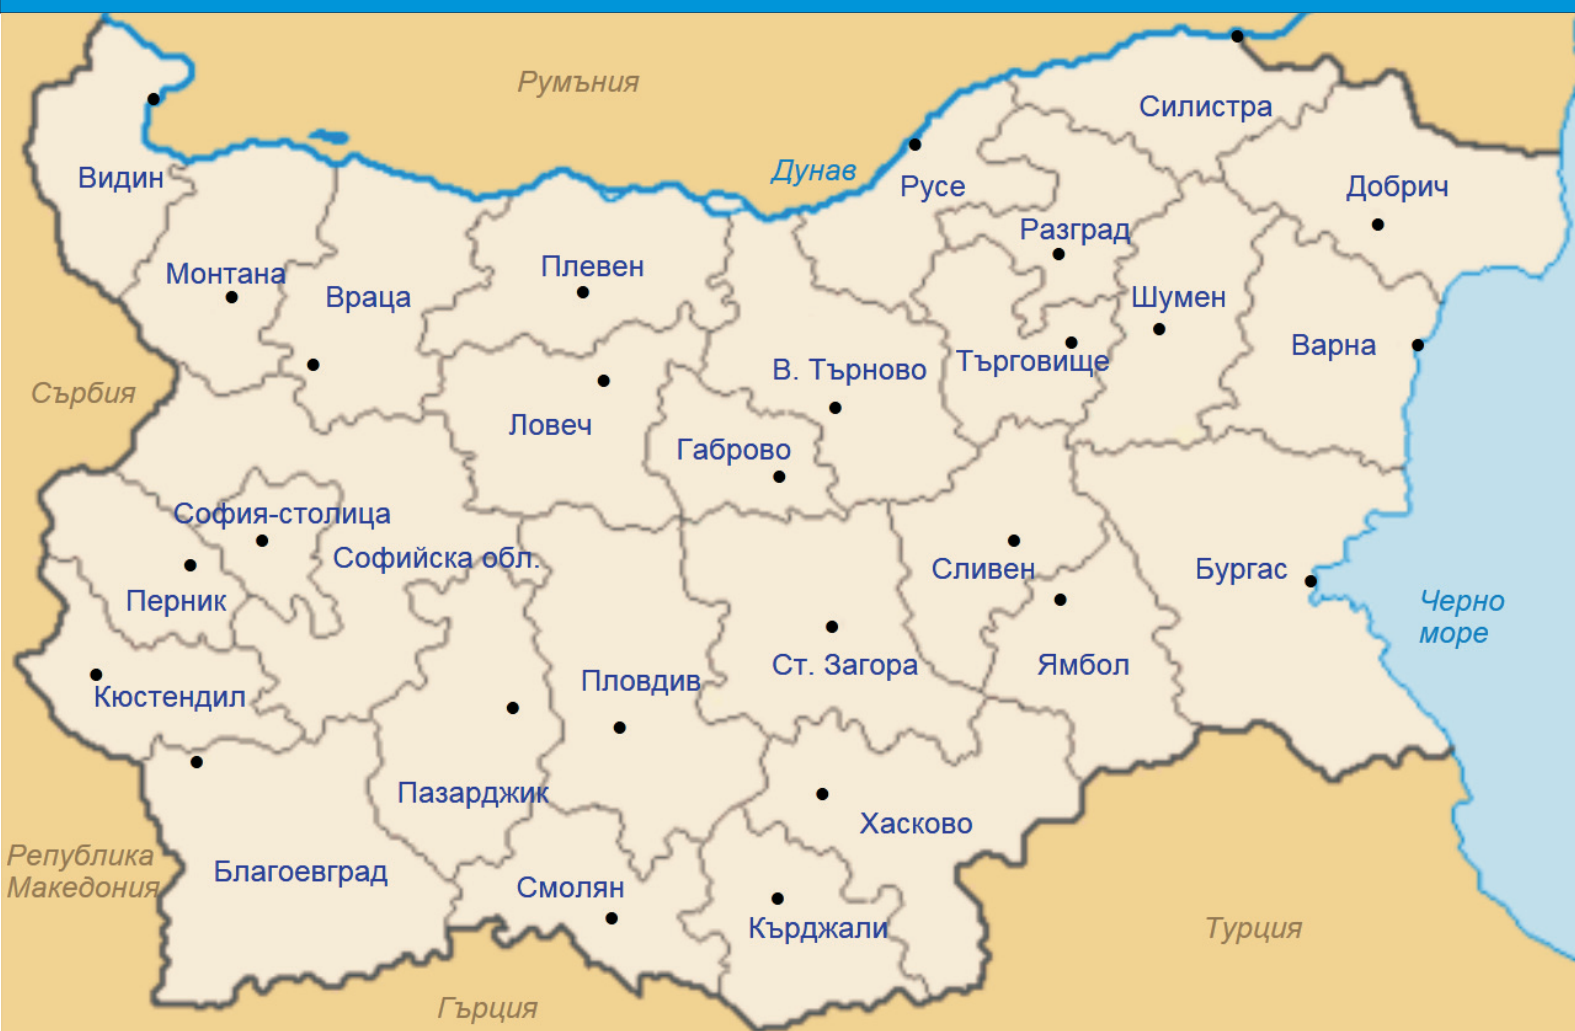 Румъния
Силистра
Дунав
Видин
Русе
Добрич
Разград
Монтана
Плевен
Враца
Шумен
Варна
Търговище
В. Търново
Сърбия
Ловеч
Габрово
София-столица
Софийска обл.
Сливен
Бургас
Перник
Черно
море
Ст. Загора
Ямбол
Пловдив
Кюстендил
Пазарджик
Хасково
Република
Македония
Благоевград
Смолян
Кърджали
Турция
Гърция